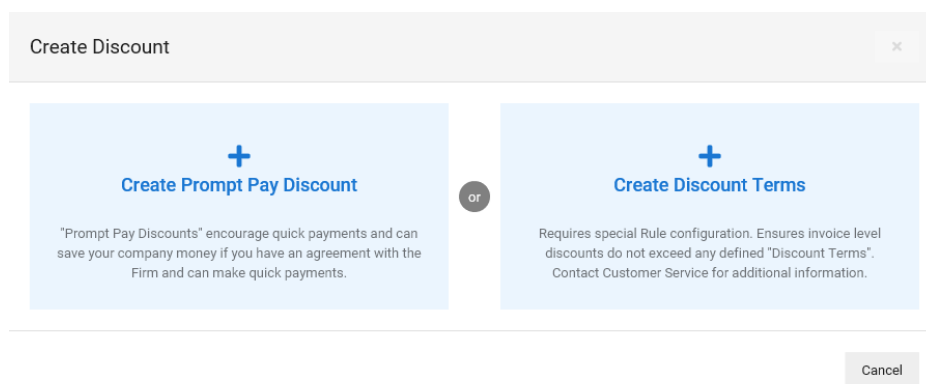 Create Discount
×
Create Prompt Pay Discount
"Prompt Pay Discounts" encourage quick payments and can
save your company money if you have an agreement with the
Firm and can make quick payments.
or
Create Discount Terms
Requires special Rule configuration. Ensures invoice level
discounts do not exceed any defined "Discount Terms".
Contact Customer Service for additional information.
Cancel